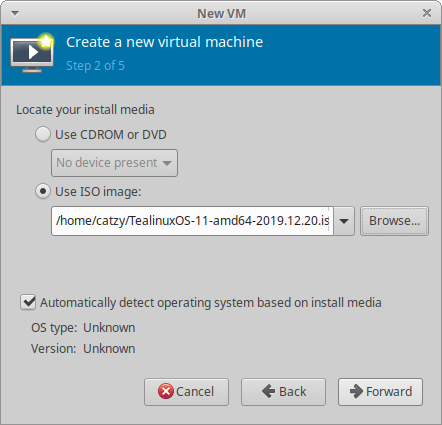 New VM
Create a new virtual machine
Step 2 of 5
Locate your install media
Use CDROM or DVD
No device present
Use ISO image:
/home/catzy/TealinuxOS-11-amd64-2019.12.20.is
Browse...
Automatically detect operating system based on install media
OS type: Unknown
Version: Unknown
Cancel
Back
Forward